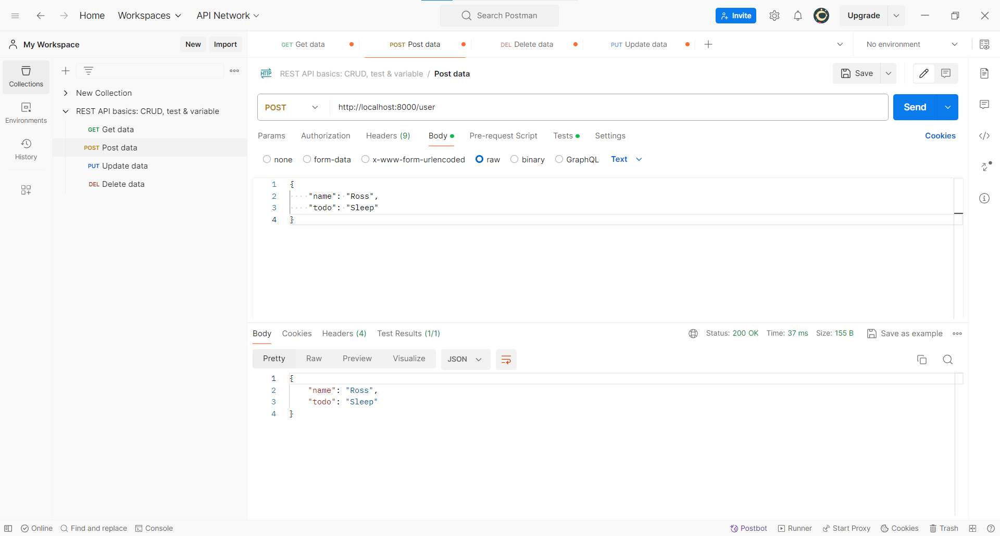 Home Workspaces API Network Search Postman Invite Upgrade
My Workspace New Import GET Get data POST Post data DEL Delete data PUT Update data No environment
Collections
Environments
History
New Collection
REST API basics: CRUD, test & variable
GET Get data
POST Post data
PUT Update data
DEL Delete data
HTTP REST API basics: CRUD, test & variable / Post data Save
POST http://localhost:8000/user Send
Params Authorization Headers (9) Body Pre-request Script Tests Settings Cookies
none form-data x-www-form-urlencoded raw binary GraphQL Text
1 {
2 "name": "Ross",
3 "todo": "Sleep"
4 }
Body Cookies Headers (4) Test Results (1/1) Status: 200 OK Time: 37 ms Size: 155 B Save as example
Pretty Raw Preview Visualize JSON
1 {
2 "name": "Ross",
3 "todo": "Sleep"
4 }
Online Find and replace Console Postbot Runner Start Proxy Cookies Trash